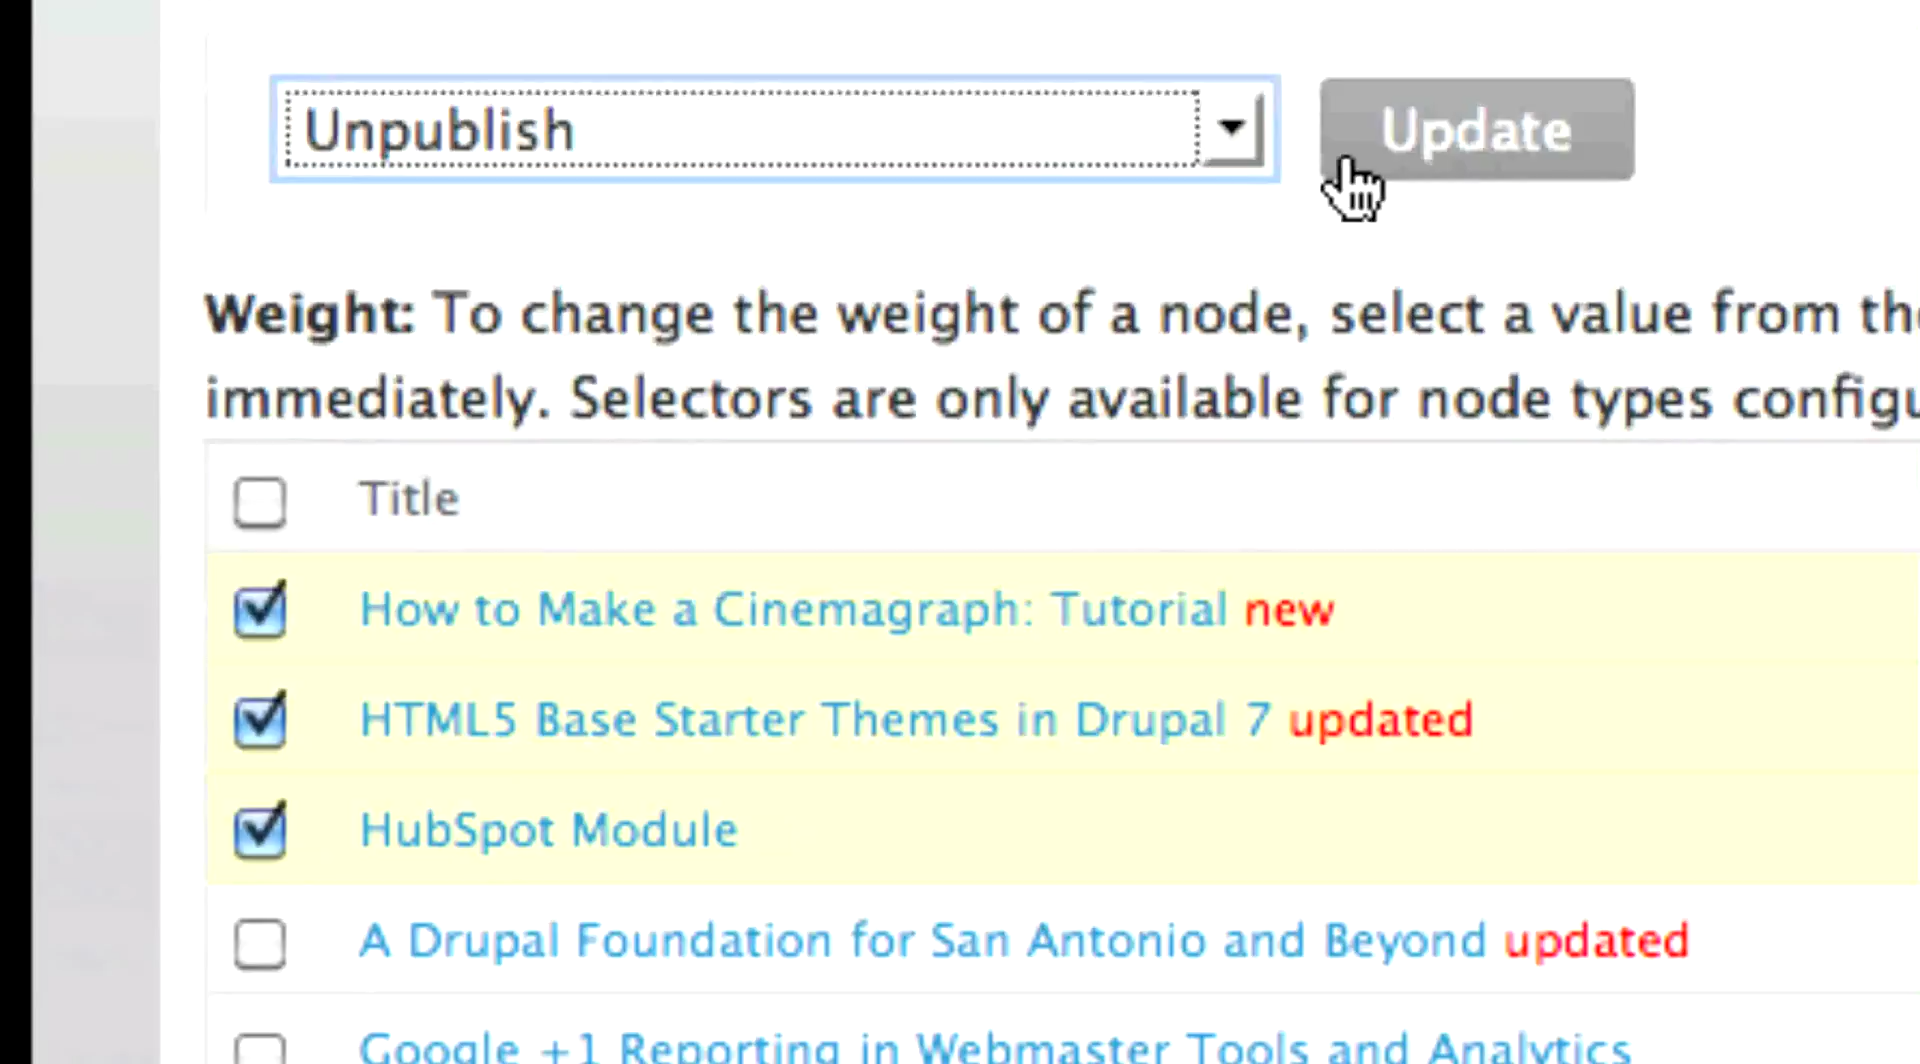 Unpublish
Update
Weight: To change the weight of a node, select a value from
immediately. Selectors are only available for node types
Title
How to Make a Cinemagraph: Tutorial new
HTML5 Base Starter Themes in Drupal 7 updated
HubSpot Module
A Drupal Foundation for San Antonio and Beyond updated
Google +1 Reporting in Webmaster Tools and Analytics